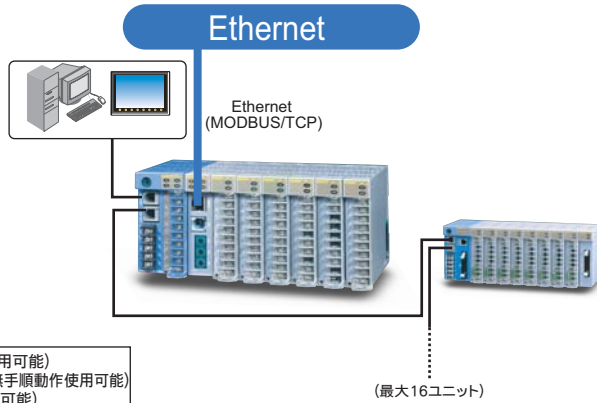 Ethernet
Ethernet
(MODBUS/TCP)
用可能)
手順動作使用可能)
可能)
(最大16ユニット)